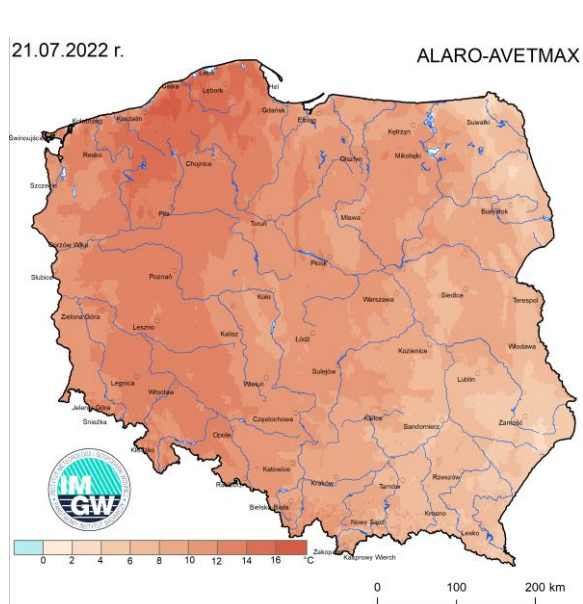 21.07.2022 r.
ALARO-AVETMAX
Łeba
Ustka
Lębork
Hel
Gdańsk
Kołobrzeg
Koszalin
Elbląg
Suwałki
Świnoujście
Kętrzyn
Resko
Chojnice
Olsztyn
Mikołajki
Szczecin
Piła
Toruń
Mława
Białystok
Gorzów Wlkp.
Płock
Słubice
Poznań
Koło
Warszawa
Siedlce
Terespol
Zielona Góra
Leszno
Kalisz
Łódź
Kozienice
Włodawa
Legnica
Wrocław
Wieluń
Sulejów
Lublin
Jelenia Góra
Śnieżka
Częstochowa
Kielce
Sandomierz
Zamość
Kłodzko
Opole
Katowice
Kraków
Tarnów
Rzeszów
Racibórz
Bielsko Biała
Nowy Sącz
Krosno
Lesko
Zakopane
Kasprowy Wierch
IM
GW
0 2 4 6 8 10 12 14 16 °C
0 100 200 km